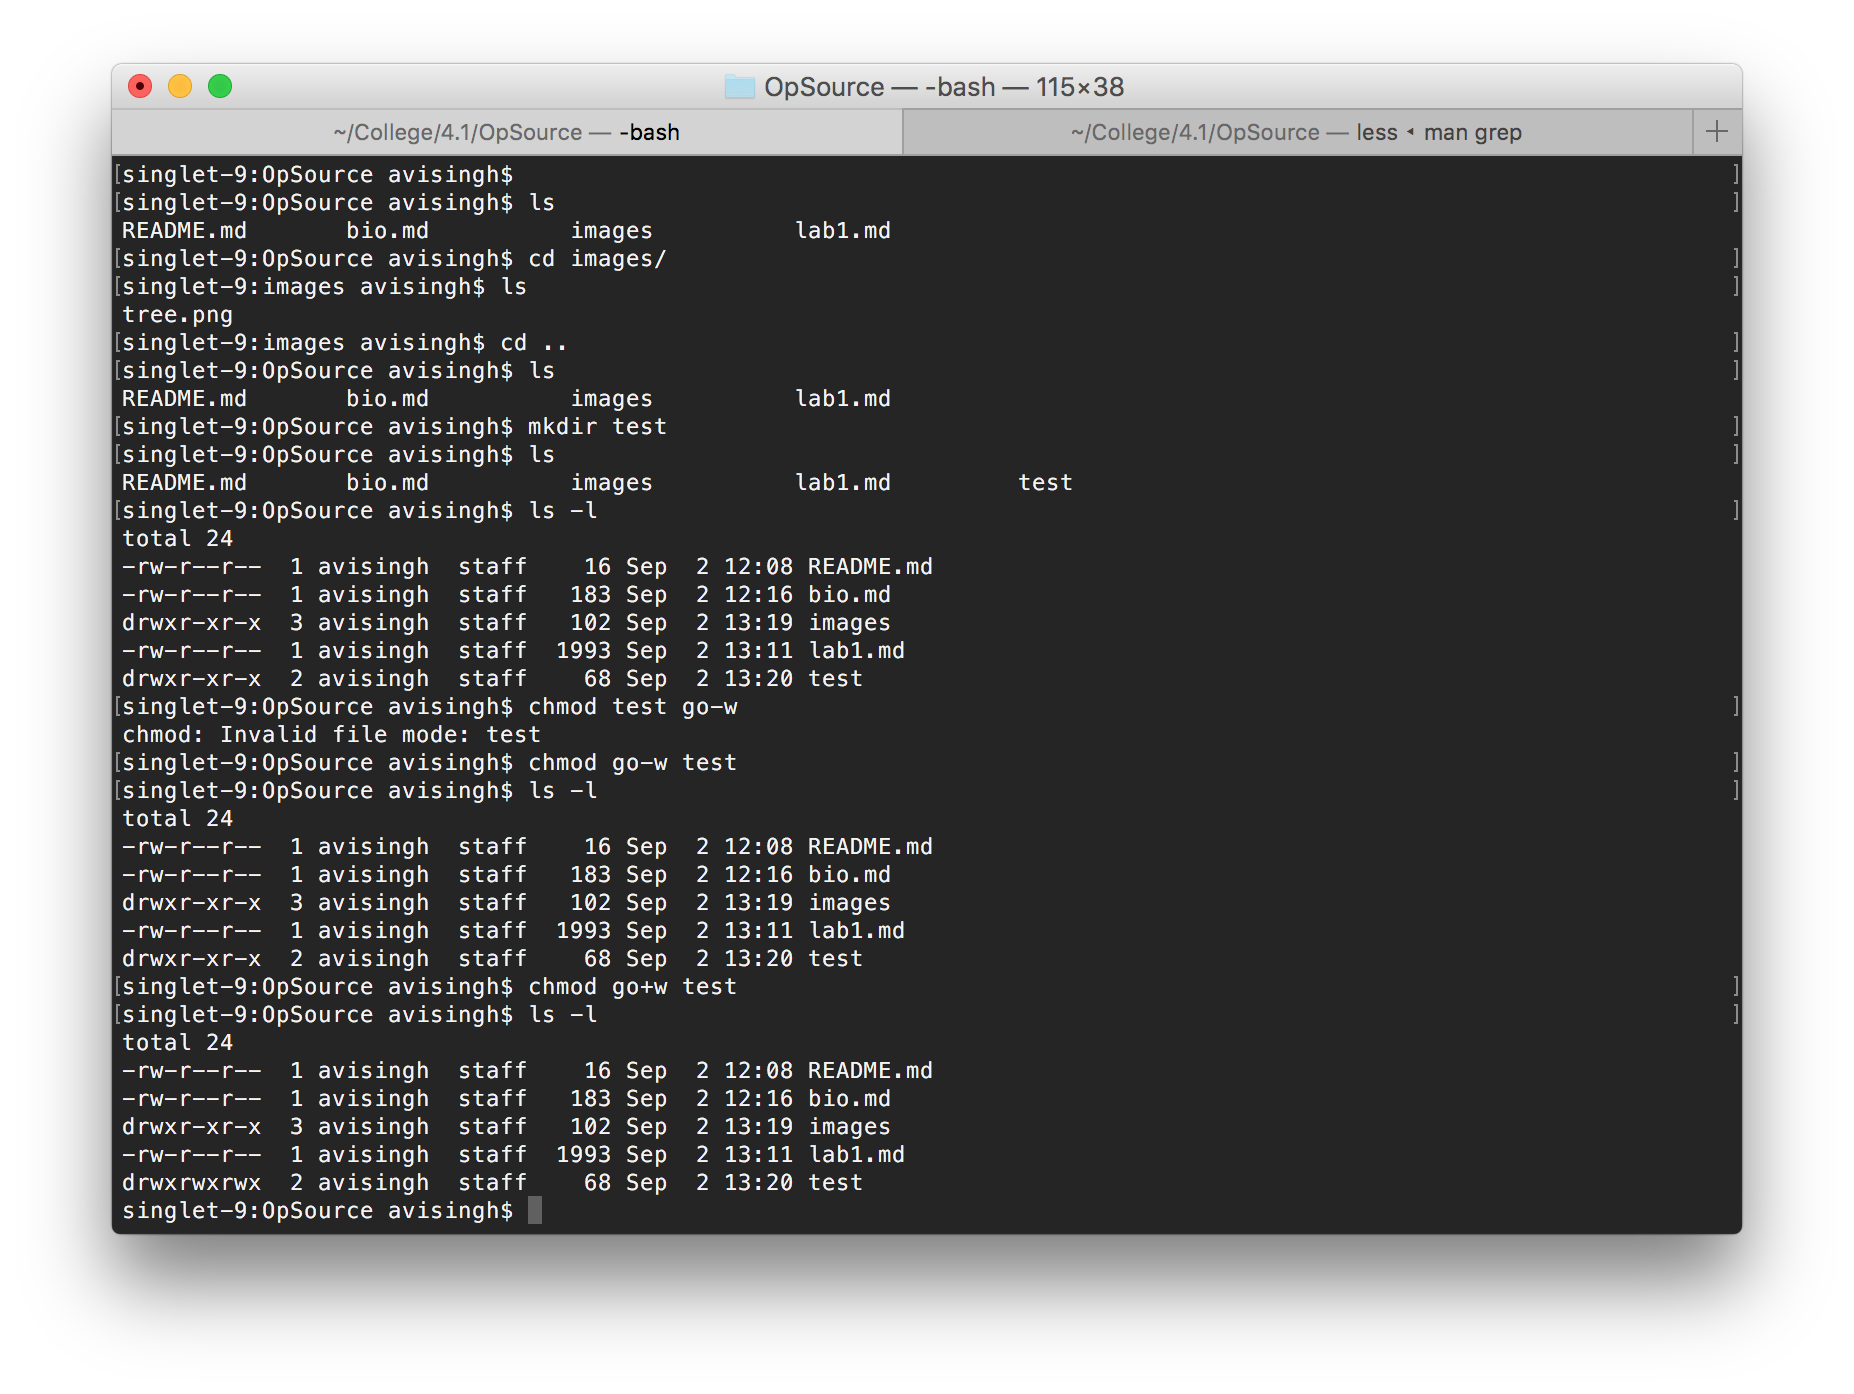 OpSource — -bash — 115×38
~/College/4.1/OpSource — -bash
~/College/4.1/OpSource — less ◂ man grep
[singlet-9:OpSource avisingh$ ]
[singlet-9:OpSource avisingh$ ls ]
README.md bio.md images lab1.md
[singlet-9:OpSource avisingh$ cd images/ ]
[singlet-9:images avisingh$ ls ]
tree.png
[singlet-9:images avisingh$ cd .. ]
[singlet-9:OpSource avisingh$ ls ]
README.md bio.md images lab1.md
[singlet-9:OpSource avisingh$ mkdir test ]
[singlet-9:OpSource avisingh$ ls ]
README.md bio.md images lab1.md test
[singlet-9:OpSource avisingh$ ls -l ]
total 24
-rw-r--r-- 1 avisingh staff 16 Sep 2 12:08 README.md
-rw-r--r-- 1 avisingh staff 183 Sep 2 12:16 bio.md
drwxr-xr-x 3 avisingh staff 102 Sep 2 13:19 images
-rw-r--r-- 1 avisingh staff 1993 Sep 2 13:11 lab1.md
drwxr-xr-x 2 avisingh staff 68 Sep 2 13:20 test
[singlet-9:OpSource avisingh$ chmod test go-w ]
chmod: Invalid file mode: test
[singlet-9:OpSource avisingh$ chmod go-w test ]
[singlet-9:OpSource avisingh$ ls -l ]
total 24
-rw-r--r-- 1 avisingh staff 16 Sep 2 12:08 README.md
-rw-r--r-- 1 avisingh staff 183 Sep 2 12:16 bio.md
drwxr-xr-x 3 avisingh staff 102 Sep 2 13:19 images
-rw-r--r-- 1 avisingh staff 1993 Sep 2 13:11 lab1.md
drwxr-xr-x 2 avisingh staff 68 Sep 2 13:20 test
[singlet-9:OpSource avisingh$ chmod go+w test ]
[singlet-9:OpSource avisingh$ ls -l ]
total 24
-rw-r--r-- 1 avisingh staff 16 Sep 2 12:08 README.md
-rw-r--r-- 1 avisingh staff 183 Sep 2 12:16 bio.md
drwxr-xr-x 3 avisingh staff 102 Sep 2 13:19 images
-rw-r--r-- 1 avisingh staff 1993 Sep 2 13:11 lab1.md
drwxrwxrwx 2 avisingh staff 68 Sep 2 13:20 test
singlet-9:OpSource avisingh$